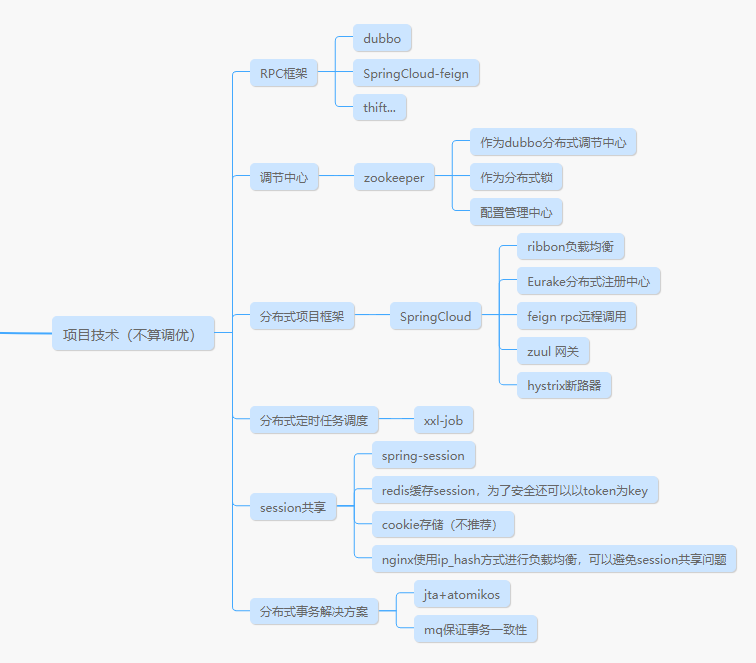 项目技术（不算调优）
RPC框架
dubbo
SpringCloud-feign
thift...
调节中心
zookeeper
作为dubbo分布式调节中心
作为分布式锁
配置管理中心
分布式项目框架
SpringCloud
ribbon负载均衡
Eurake分布式注册中心
feign rpc远程调用
zuul 网关
hystrix断路器
分布式定时任务调度
xxl-job
session共享
spring-session
redis缓存session，为了安全还可以以token为key
cookie存储（不推荐）
nginx使用ip_hash方式进行负载均衡，可以避免session共享问题
分布式事务解决方案
jta+atomikos
mq保证事务一致性